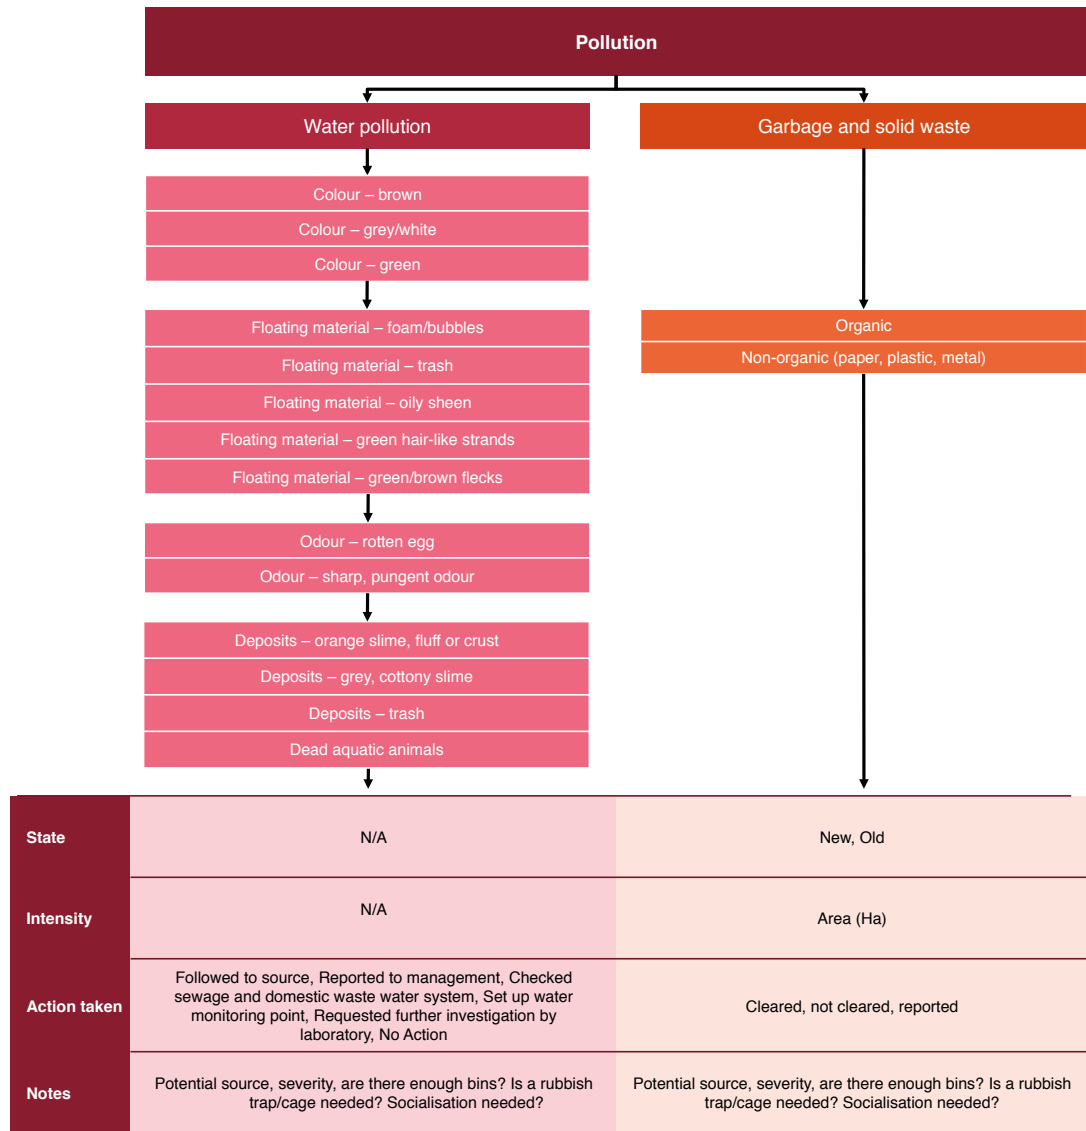 Pollution
Water pollution
Garbage and solid waste
Colour – brown
Colour – grey/white
Colour – green
Floating material – foam/bubbles
Floating material – trash
Floating material – oily sheen
Floating material – green hair-like strands
Floating material – green/brown flecks
Organic
Non-organic (paper, plastic, metal)
Odour – rotten egg
Odour – sharp, pungent odour
Deposits – orange slime, fluff or crust
Deposits – grey, cottony slime
Deposits – trash
Dead aquatic animals
State
N/A
New, Old
Intensity
N/A
Area (Ha)
Action taken
Followed to source, Reported to management, Checked
sewage and domestic waste water system, Set up water
monitoring point, Requested further investigation by
laboratory, No Action
Cleared, not cleared, reported
Notes
Potential source, severity, are there enough bins? Is a rubbish
trap/cage needed? Socialisation needed?
Potential source, severity, are there enough bins? Is a rubbish
trap/cage needed? Socialisation needed?